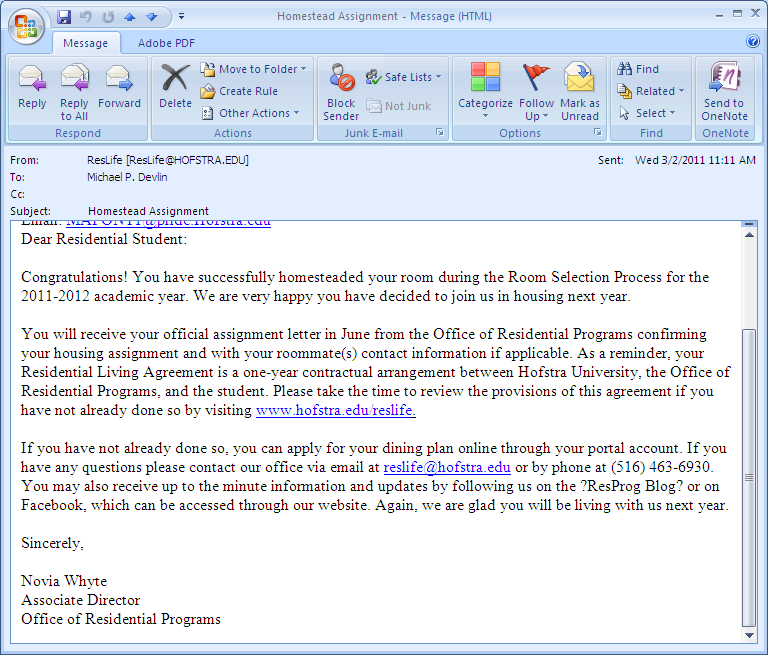 Homestead Assignment - Message (HTML)
Message Adobe PDF
Reply
Reply to All
Forward
Respond
Delete
Move to Folder
Create Rule
Other Actions
Actions
Block Sender
Safe Lists
Not Junk
Junk E-mail
Categorize
Follow Up
Mark as Unread
Options
Find
Related
Select
Find
Send to OneNote
OneNote
From: ResLife [ResLife@HOFSTRA.EDU] Sent: Wed 3/2/2011 11:11 AM
To: Michael P. Devlin
Cc:
Subject: Homestead Assignment
Email:
Dear Residential Student:
Congratulations! You have successfully homesteaded your room during the Room Selection Process for the
2011-2012 academic year. We are very happy you have decided to join us in housing next year.
You will receive your official assignment letter in June from the Office of Residential Programs confirming
your housing assignment and with your roommate(s) contact information if applicable. As a reminder, your
Residential Living Agreement is a one-year contractual arrangement between Hofstra University, the Office of
Residential Programs, and the student. Please take the time to review the provisions of this agreement if you
have not already done so by visiting www.hofstra.edu/reslife.
If you have not already done so, you can apply for your dining plan online through your portal account. If you
have any questions please contact our office via email at reslife@hofstra.edu or by phone at (516) 463-6930.
You may also receive up to the minute information and updates by following us on the ?ResProg Blog? or on
Facebook, which can be accessed through our website. Again, we are glad you will be living with us next year.
Sincerely,
Novia Whyte
Associate Director
Office of Residential Programs